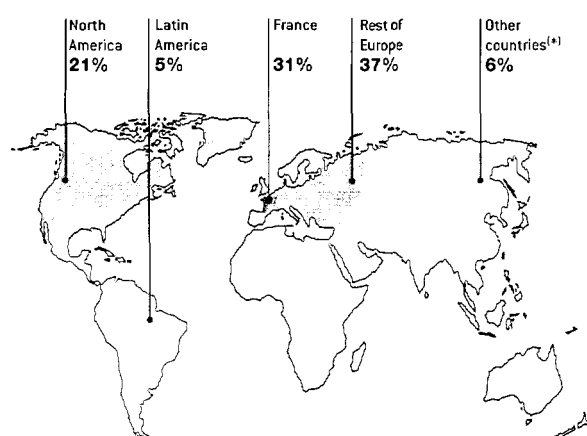 North
America
21%
Latin
America
5%
France
31%
Rest of
Europe
37%
Other
countries(*)
6%